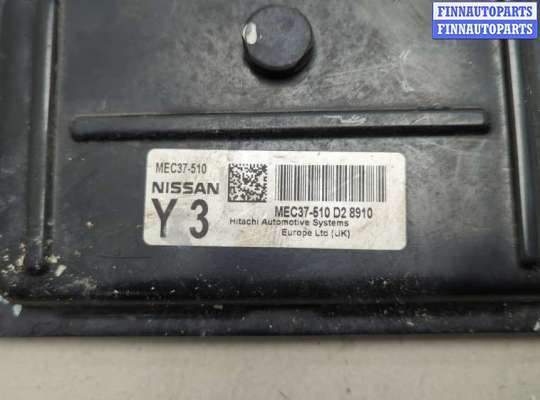 FINNAUTOPARTS
FINNAUTOPARTS
MEC37-510
NISSAN
Y 3
MEC37-510 D2 8910
Hitachi Automotive Systems
Europe Ltd (UK)